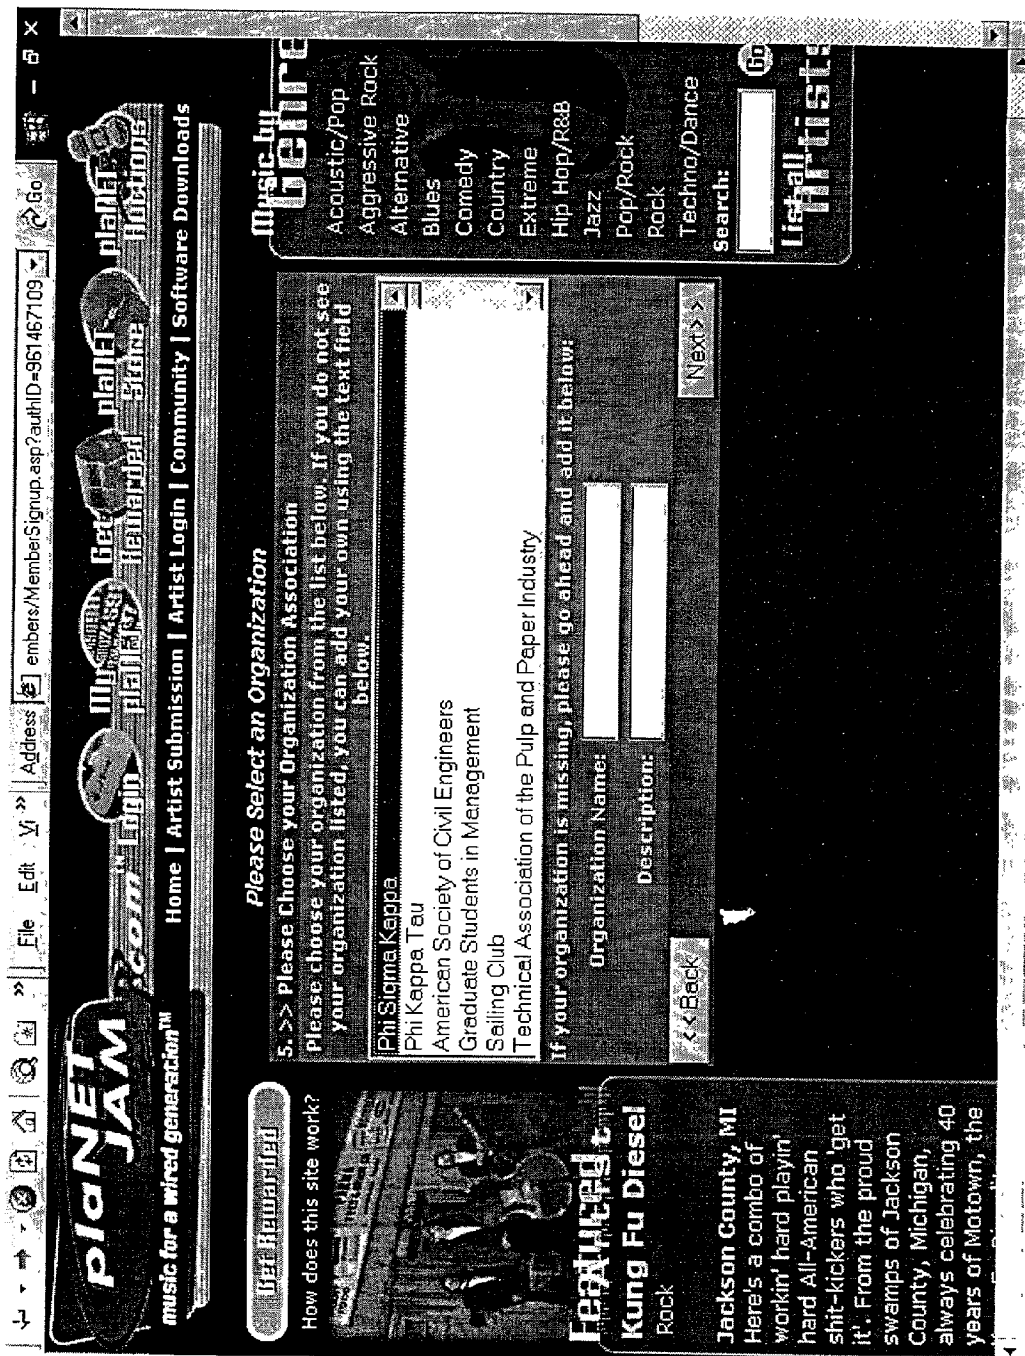 File Edit Vi » Address embers/MemberSignup.asp?authID=961467109 Go
plaNET JAM .com™
music for a wired generation™
Login
My plaNET
Get Rewarded
plaNET Store
plaNET Auctions
Home | Artist Submission | Artist Login | Community | Software Downloads
Get Rewarded
How does this site work?
Featured Artist
Kung Fu Diesel
Rock
Jackson County, MI
Here's a combo of
workin' hard playin'
hard All-American
shit-kickers who 'get
it'. From the proud
swamps of Jackson
County, Michigan,
always celebrating 40
years of Motown, the
Please Select an Organization
5. >> Please Choose your Organization Association
Please choose your organization from the list below. If you do not see
your organization listed, you can add your own using the text field
below.
Phi Sigma Kappa
Phi Kappa Tau
American Society of Civil Engineers
Graduate Students in Management
Sailing Club
Technical Association of the Pulp and Paper Industry
If your organization is missing, please go ahead and add it below:
Organization Name:
Description:
<< Back
Next >>
Music by
Genre
Acoustic/Pop
Aggressive Rock
Alternative
Blues
Comedy
Country
Extreme
Hip Hop/R&B
Jazz
Pop/Rock
Rock
Techno/Dance
Search:
Go
List all
Artists